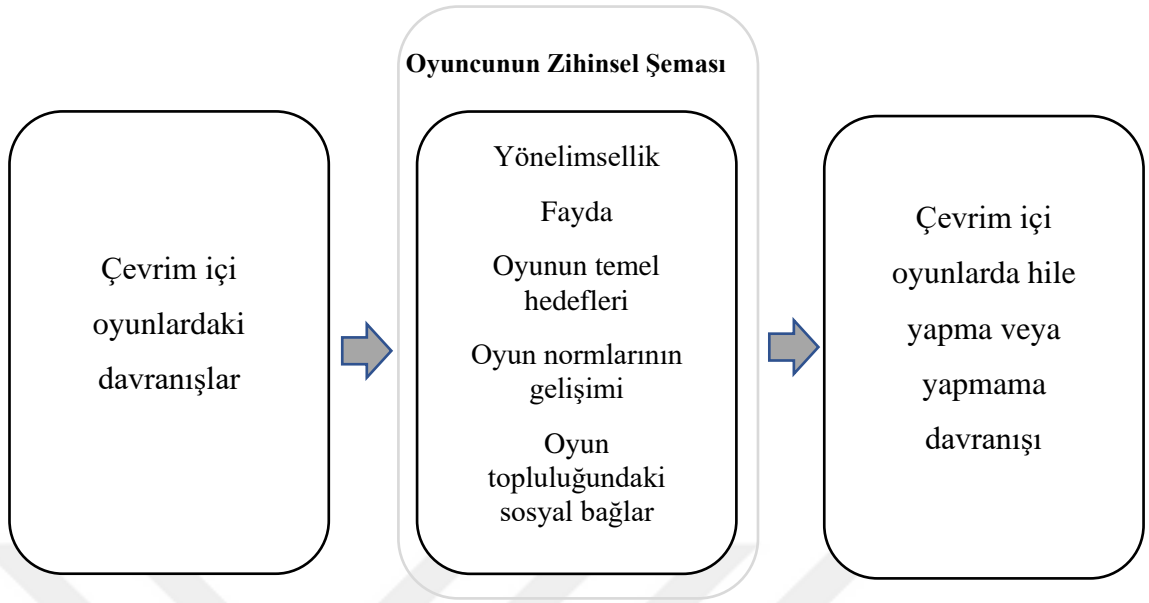 Oyuncunun Zihinsel Şeması
Çevrim içi
oyunlardaki
davranışlar
Yönelimsellik
Fayda
Oyunun temel
hedefleri
Oyun normlarının
gelişimi
Oyun
topluluğundaki
sosyal bağlar
Çevrim içi
oyunlarda hile
yapma veya
yapmama
davranışı